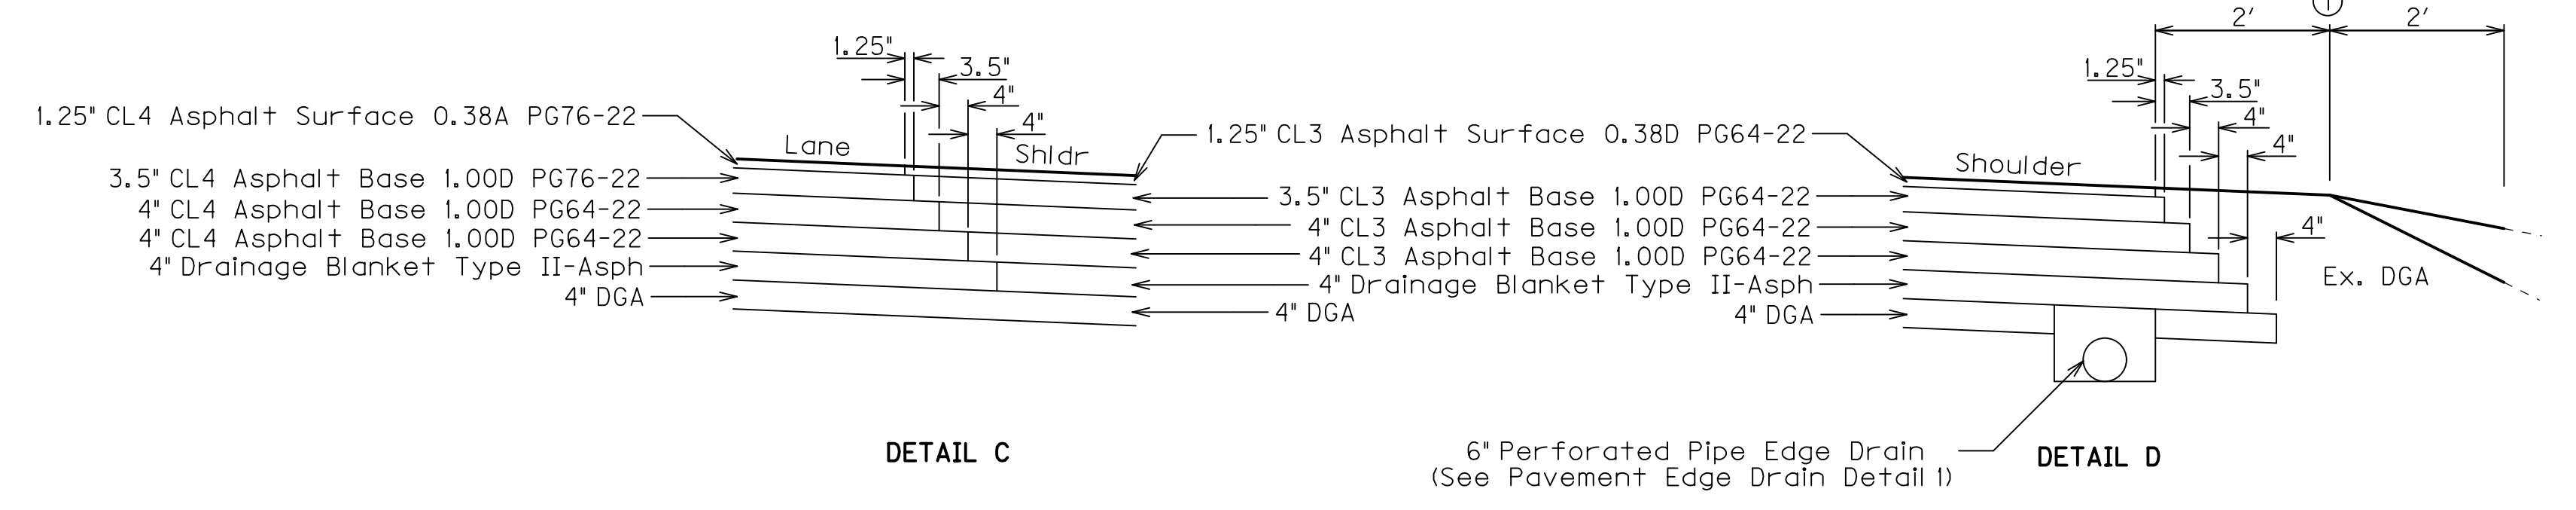 1.25"
3.5"
4"
4"
1.25" CL4 Asphalt Surface 0.38A PG76-22
Lane
Shldr
3.5" CL4 Asphalt Base 1.00D PG76-22
4" CL4 Asphalt Base 1.00D PG64-22
4" CL4 Asphalt Base 1.00D PG64-22
4" Drainage Blanket Type II-Asph
4" DGA
DETAIL C
1.25" CL3 Asphalt Surface 0.38D PG64-22
3.5" CL3 Asphalt Base 1.00D PG64-22
4" CL3 Asphalt Base 1.00D PG64-22
4" CL3 Asphalt Base 1.00D PG64-22
4" Drainage Blanket Type II-Asph
4" DGA
4" DGA
1
2'
2'
1.25"
3.5"
4"
4"
4"
Shoulder
Ex. DGA
6" Perforated Pipe Edge Drain
(See Pavement Edge Drain Detail 1)
DETAIL D